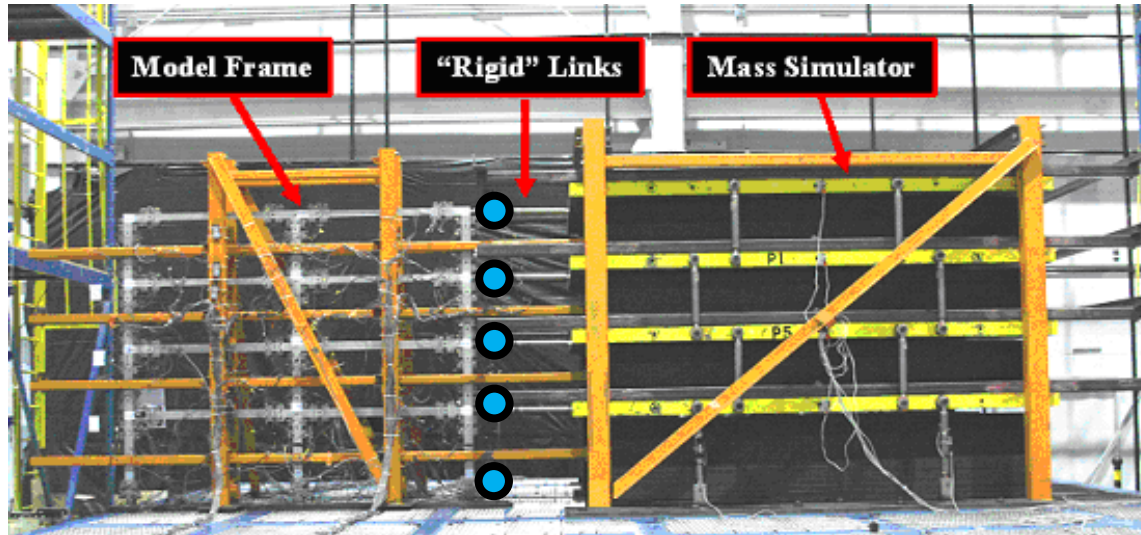 Model Frame
“Rigid” Links
Mass Simulator
P1
P5